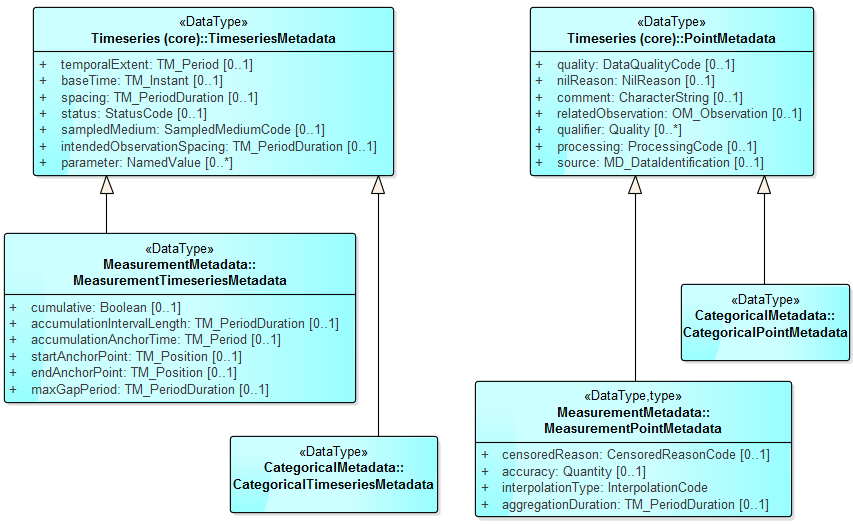 «DataType»
Timeseries (core)::TimeseriesMetadata
+ temporalExtent: TM_Period [0..1]
+ baseTime: TM_Instant [0..1]
+ spacing: TM_PeriodDuration [0..1]
+ status: StatusCode [0..1]
+ sampledMedium: SampledMediumCode [0..1]
+ intendedObservationSpacing: TM_PeriodDuration [0..1]
+ parameter: NamedValue [0..*]
«DataType»
Timeseries (core)::PointMetadata
+ quality: DataQualityCode [0..1]
+ nilReason: NilReason [0..1]
+ comment: CharacterString [0..1]
+ relatedObservation: OM_Observation [0..1]
+ qualifier: Quality [0..*]
+ processing: ProcessingCode [0..1]
+ source: MD_DataIdentification [0..1]
«DataType»
MeasurementMetadata::
MeasurementTimeseriesMetadata
+ cumulative: Boolean [0..1]
+ accumulationIntervalLength: TM_PeriodDuration [0..1]
+ accumulationAnchorTime: TM_Period [0..1]
+ startAnchorPoint: TM_Position [0..1]
+ endAnchorPoint: TM_Position [0..1]
+ maxGapPeriod: TM_PeriodDuration [0..1]
«DataType»
CategoricalMetadata::
CategoricalPointMetadata
«DataType»
CategoricalMetadata::
CategoricalTimeseriesMetadata
«DataType,type»
MeasurementMetadata::
MeasurementPointMetadata
+ censoredReason: CensoredReasonCode [0..1]
+ accuracy: Quantity [0..1]
+ interpolationType: InterpolationCode
+ aggregationDuration: TM_PeriodDuration [0..1]